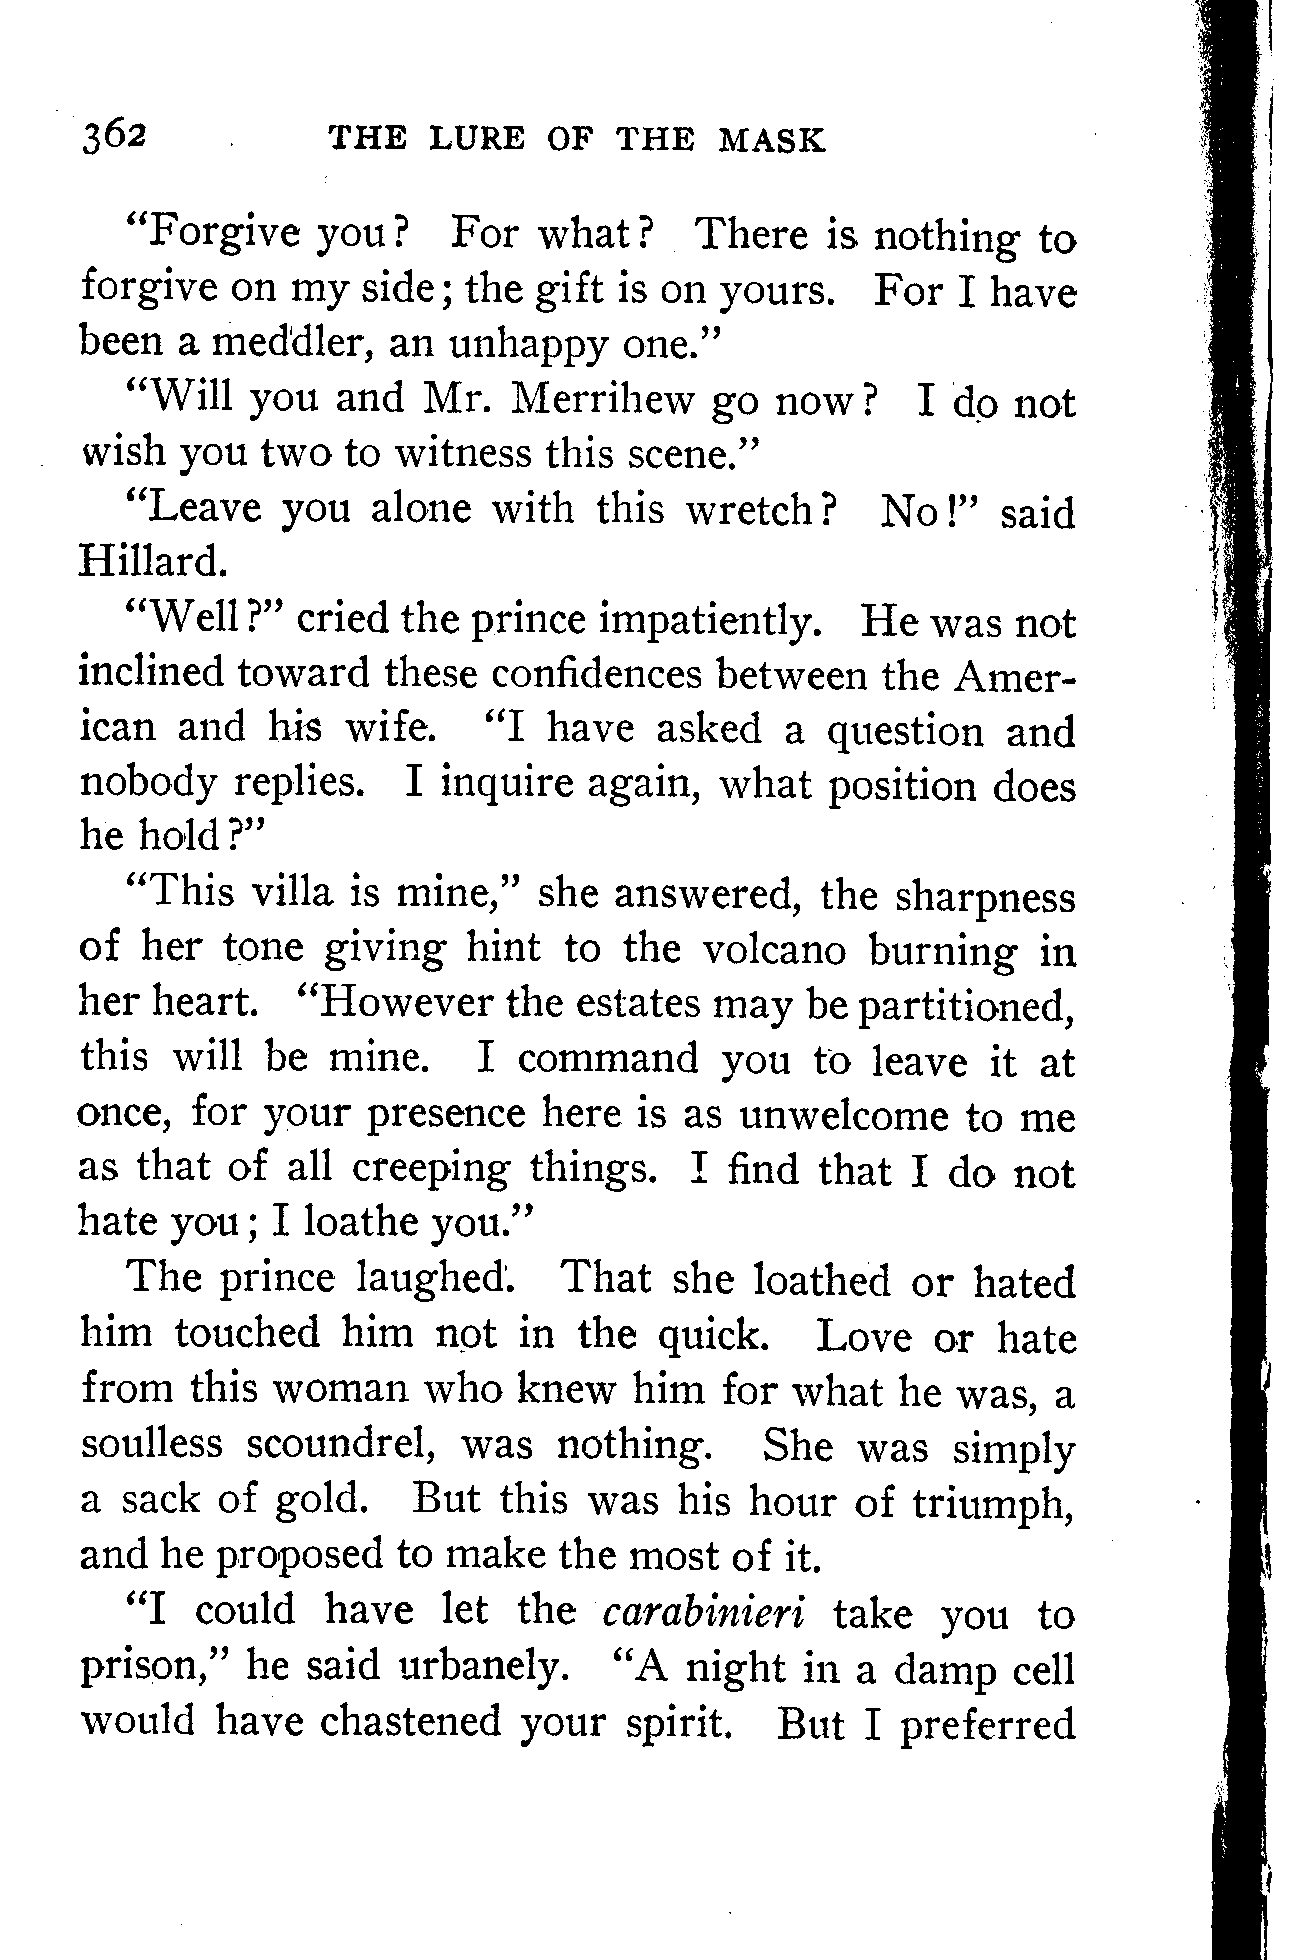 362 THE LURE OF THE MASK
“Forgive you? For what? There is nothing to
forgive on my side; the gift is on yours. For I have
been a meddler, an unhappy one.”
“Will you and Mr. Merrihew go now? I do not
wish you two to witness this scene.”
“Leave you alone with this wretch? No!” said
Hillard.
“Well?” cried the prince impatiently. He was not
inclined toward these confidences between the Amer-
ican and his wife. “I have asked a question and
nobody replies. I inquire again, what position does
he hold?”
“This villa is mine,” she answered, the sharpness
of her tone giving hint to the volcano burning in
her heart. “However the estates may be partitioned,
this will be mine. I command you to leave it at
once, for your presence here is as unwelcome to me
as that of all creeping things. I find that I do not
hate you; I loathe you.”
The prince laughed. That she loathed or hated
him touched him not in the quick. Love or hate
from this woman who knew him for what he was, a
soulless scoundrel, was nothing. She was simply
a sack of gold. But this was his hour of triumph,
and he proposed to make the most of it.
“I could have let the carabinieri take you to
prison,” he said urbanely. “A night in a damp cell
would have chastened your spirit. But I preferred